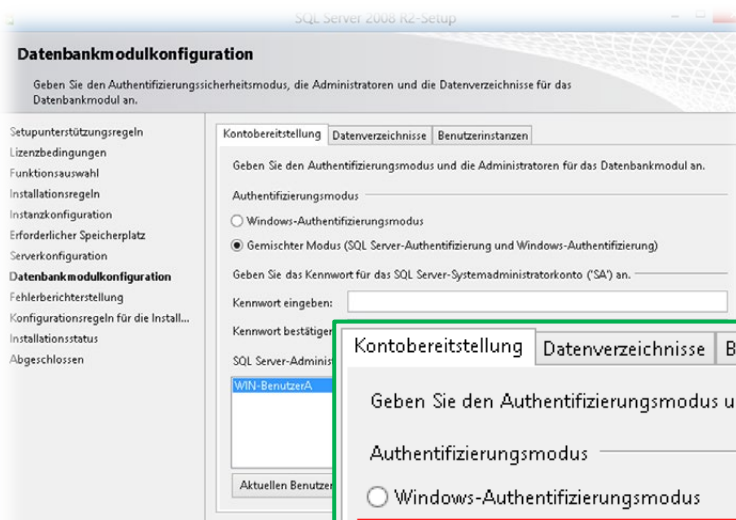 SQL Server 2008 R2-Setup
Datenbankmodulkonfiguration
Geben Sie den Authentifizierungssicherheitsmodus, die Administratoren und die Datenverzeichnisse für das
Datenbankmodul an.
Setupunterstützungsregeln
Lizenzbedingungen
Funktionsauswahl
Installationsregeln
Instanzkonfiguration
Erforderlicher Speicherplatz
Serverkonfiguration
Datenbankmodulkonfiguration
Fehlerberichterstellung
Konfigurationsregeln für die Install...
Installationsstatus
Abgeschlossen
Kontobereitstellung Datenverzeichnisse Benutzerinstanzen
Geben Sie den Authentifizierungsmodus und die Administratoren für das Datenbankmodul an.
Authentifizierungsmodus
Windows-Authentifizierungsmodus
Gemischter Modus (SQL Server-Authentifizierung und Windows-Authentifizierung)
Geben Sie das Kennwort für das SQL Server-Systemadministratorkonto ('SA') an.
Kennwort eingeben:
Kennwort bestätiger
SQL Server-Adminis
WIN-BenutzerA
Aktuellen Benutzer
Kontobereitstellung Datenverzeichnisse B
Geben Sie den Authentifizierungsmodus u
Authentifizierungsmodus
Windows-Authentifizierungsmodus